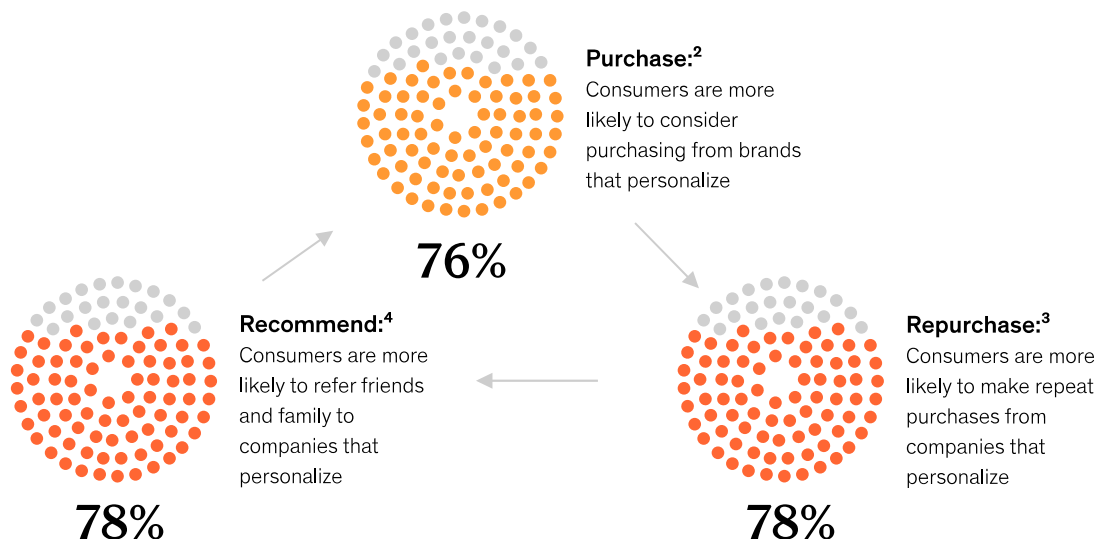 Purchase:²
Consumers are more
likely to consider
purchasing from brands
that personalize
76%
Recommend:⁴
Consumers are more
likely to refer friends
and family to
companies that
personalize
78%
Repurchase:³
Consumers are more
likely to make repeat
purchases from
companies that
personalize
78%